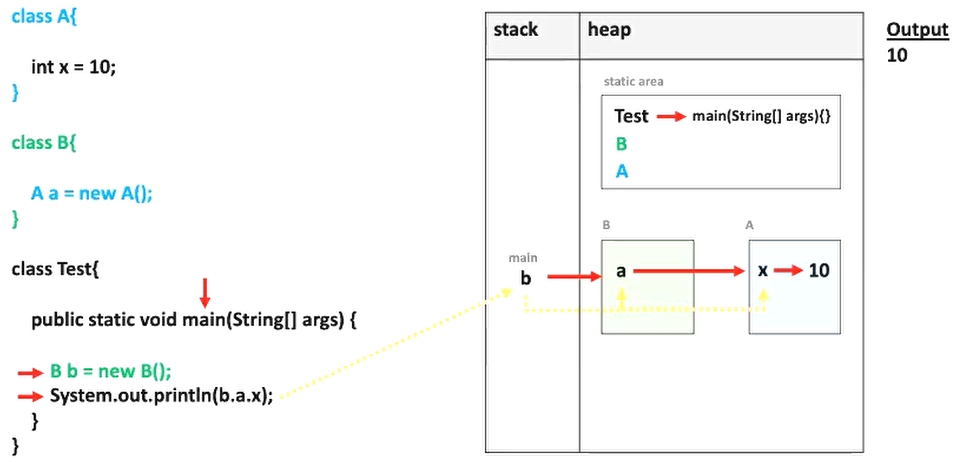 class A{
int x = 10;
}
class B{
A a = new A();
}
class Test{
public static void main(String[] args) {
B b = new B();
System.out.println(b.a.x);
}
}
stack
heap
static area
Test main(String[] args){}
B
A
B
A
main
b
a
x 10
Output
10